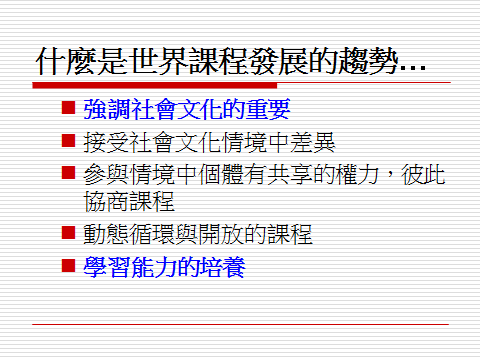 什麼是世界課程發展的趨勢...
強調社會文化的重要
接受社會文化情境中差異
參與情境中個體有共享的權力，彼此
協商課程
動態循環與開放的課程
學習能力的培養